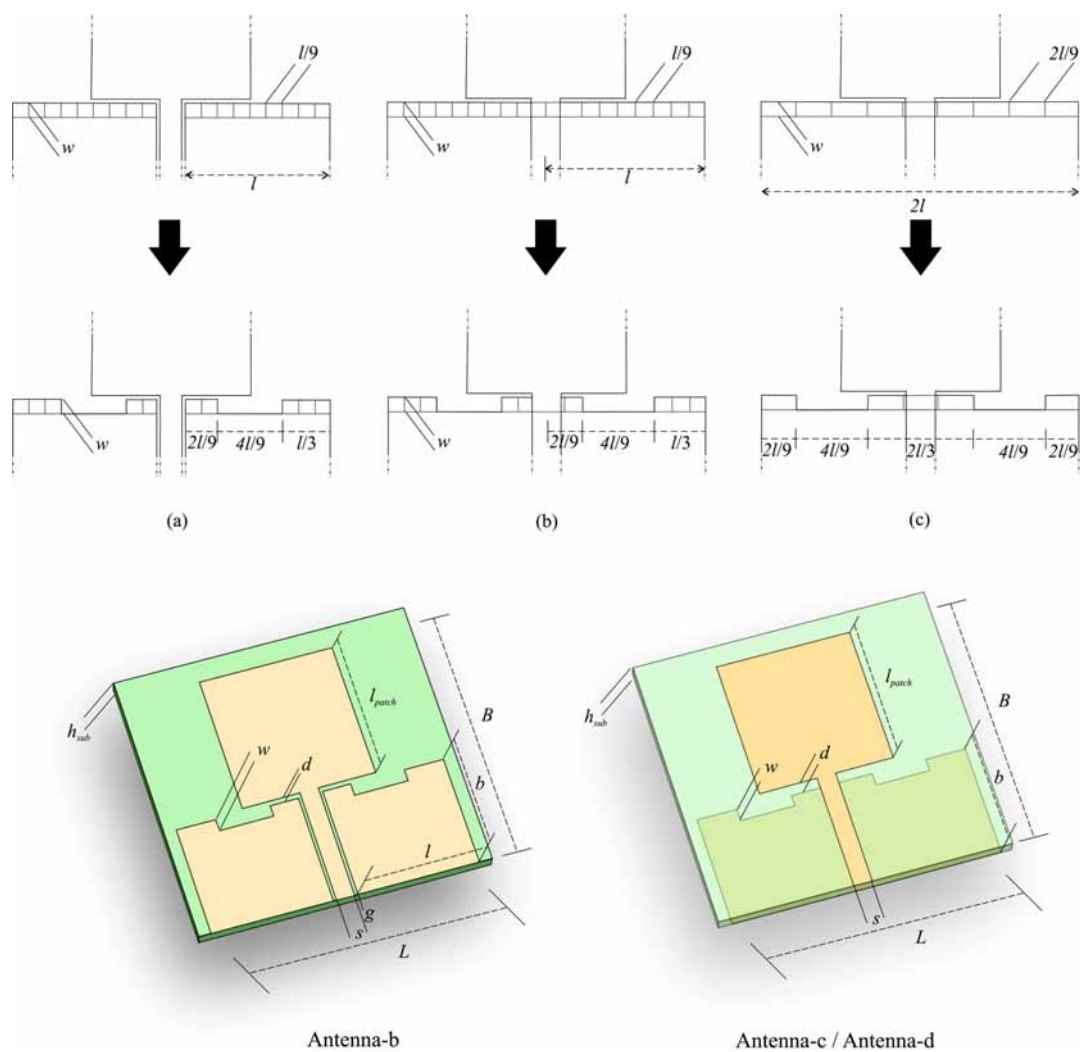 l/9
w
l
l/9
w
l
2l/9
w
2l
w
2l/9 4l/9 l/3
w
2l/9 4l/9 l/3
2l/9 4l/9 2l/3 4l/9 2l/9
(a)
(b)
(c)
h_sub
w
d
l_patch
B
b
l
g
s
L
h_sub
w
d
l_patch
B
b
s
L
Antenna-b
Antenna-c / Antenna-d